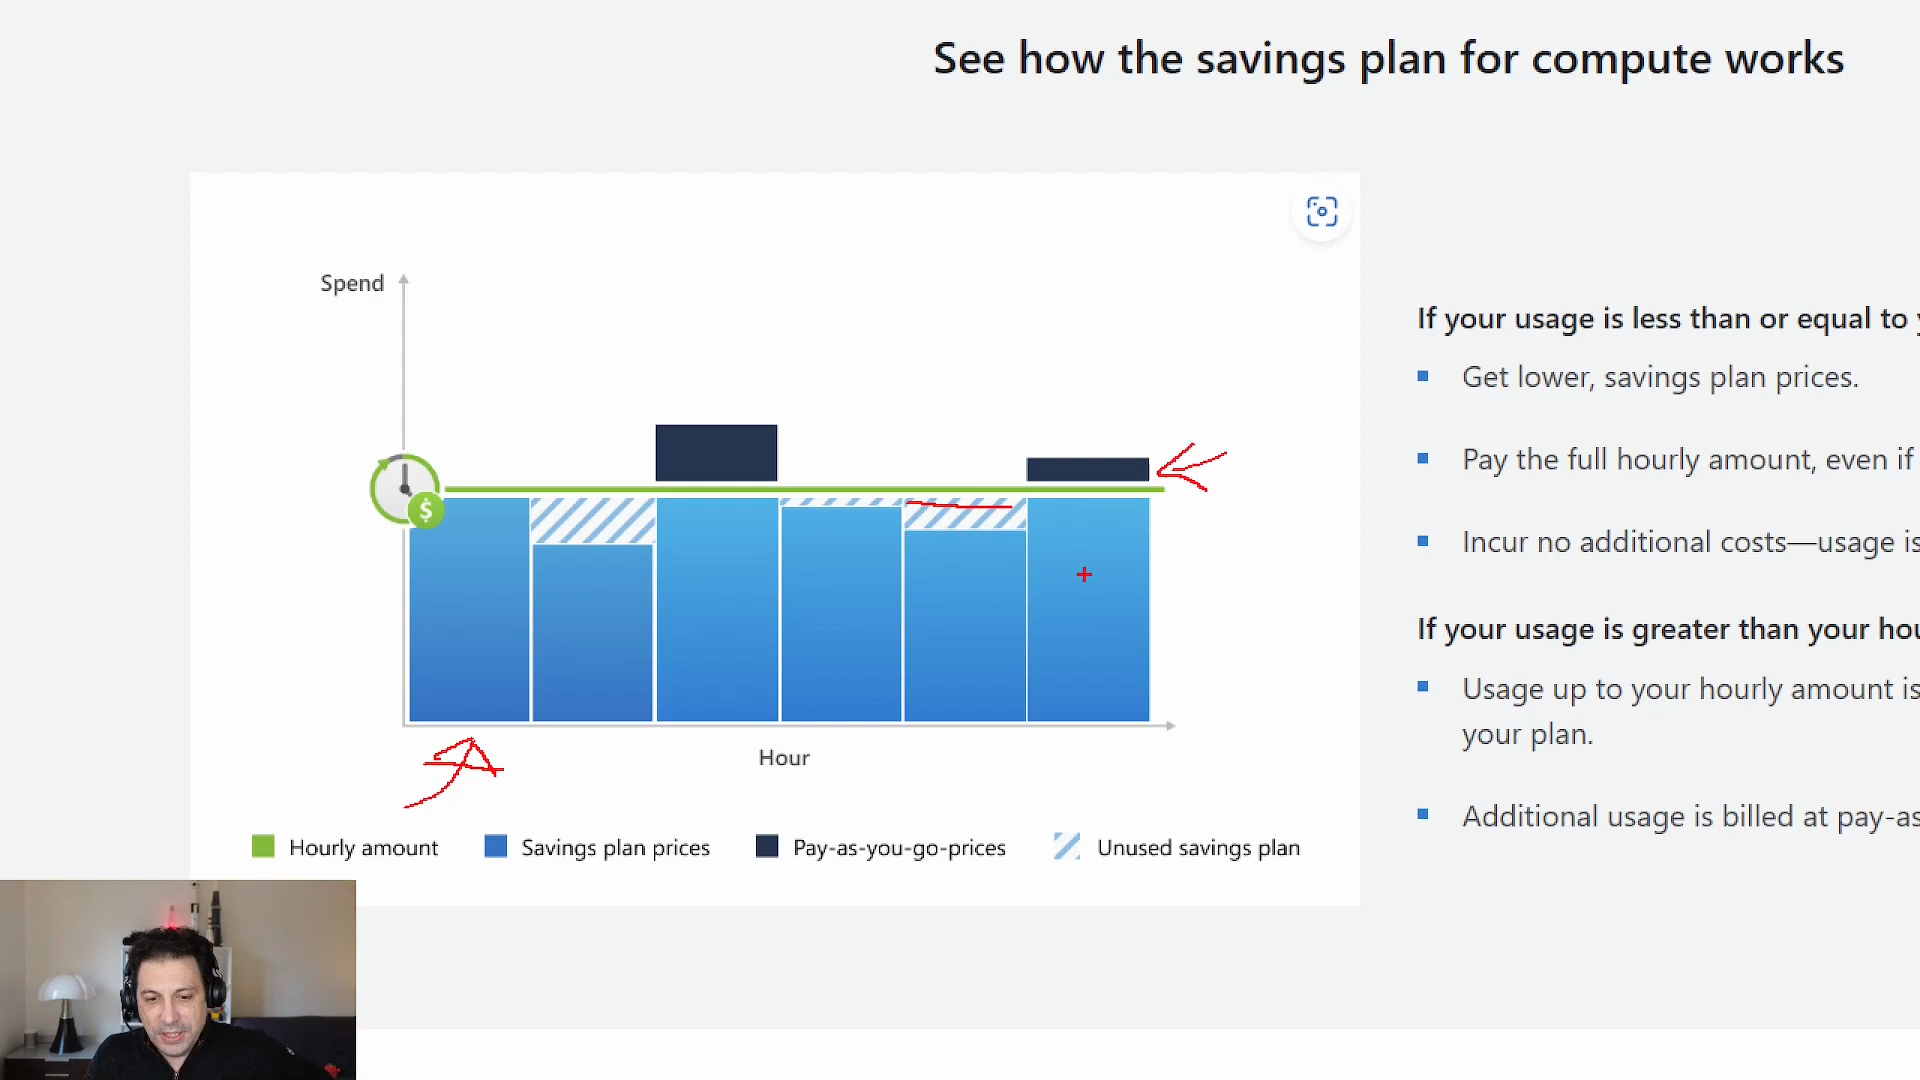 See how the savings plan for compute works
Spend
$
Hour
Hourly amount
Savings plan prices
Pay-as-you-go-prices
Unused savings plan
If your usage is less than or equal to
Get lower, savings plan prices.
Pay the full hourly amount, even if
Incur no additional costs—usage is
If your usage is greater than your hou
Usage up to your hourly amount is
your plan.
Additional usage is billed at pay-as